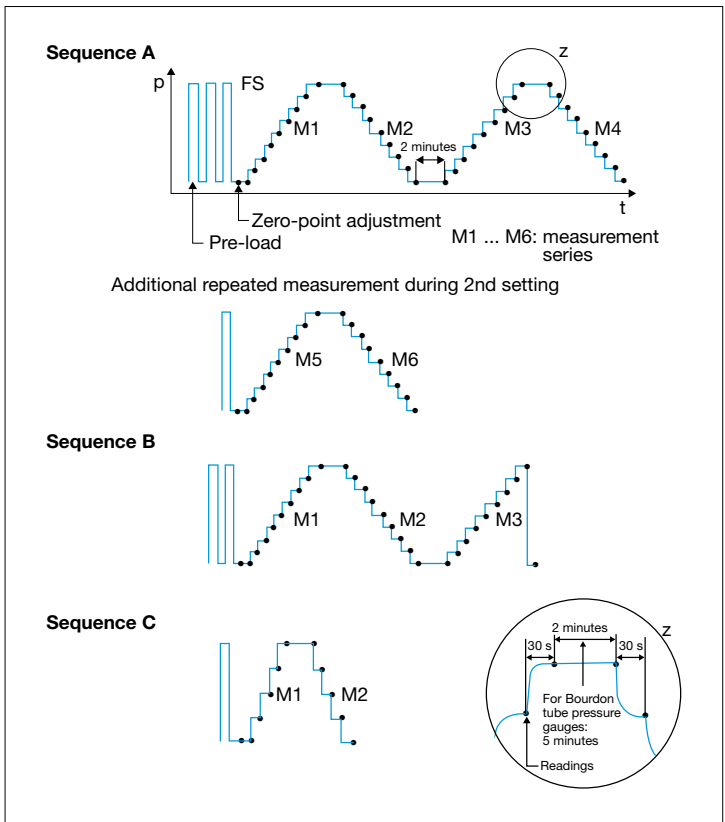 Sequence A
z
p
FS
M1
M2
M3
M4
2 minutes
t
Zero-point adjustment
Pre-load
M1 ... M6: measurement
series
Additional repeated measurement during 2nd setting
M5
M6
Sequence B
M1
M2
M3
Sequence C
M1
M2
2 minutes
z
30 s
30 s
For Bourdon
tube pressure
gauges:
5 minutes
Readings